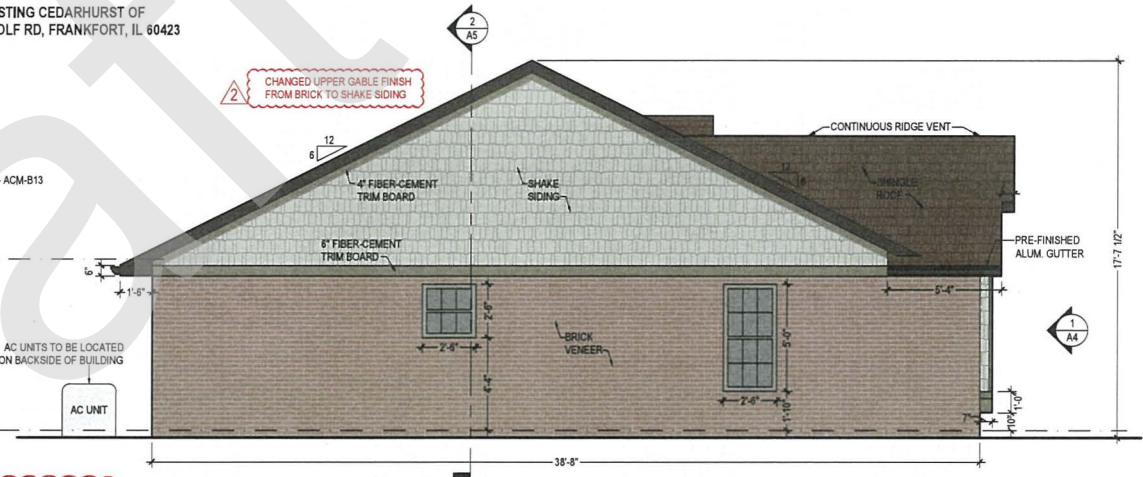 STING CEDARHURST OF
OLF RD, FRANKFORT, IL 60423
2
A5
2
CHANGED UPPER GABLE FINISH
FROM BRICK TO SHAKE SIDING
CONTINUOUS RIDGE VENT
12
6
ACM-B13
4" FIBER-CEMENT
TRIM BOARD
SHAKE
SIDING
12
6
SHINGLE
ROOF
6" FIBER-CEMENT
TRIM BOARD
PRE-FINISHED
ALUM. GUTTER
17'-7 1/2"
6"
1'-6"
5'-4"
2'-6"
2'-6"
4'-4"
BRICK
VENEER
5'-0"
2'-6"
1'-10"
1
A4
AC UNITS TO BE LOCATED
ON BACKSIDE OF BUILDING
AC UNIT
1'-0"
7"
10"
38'-8"